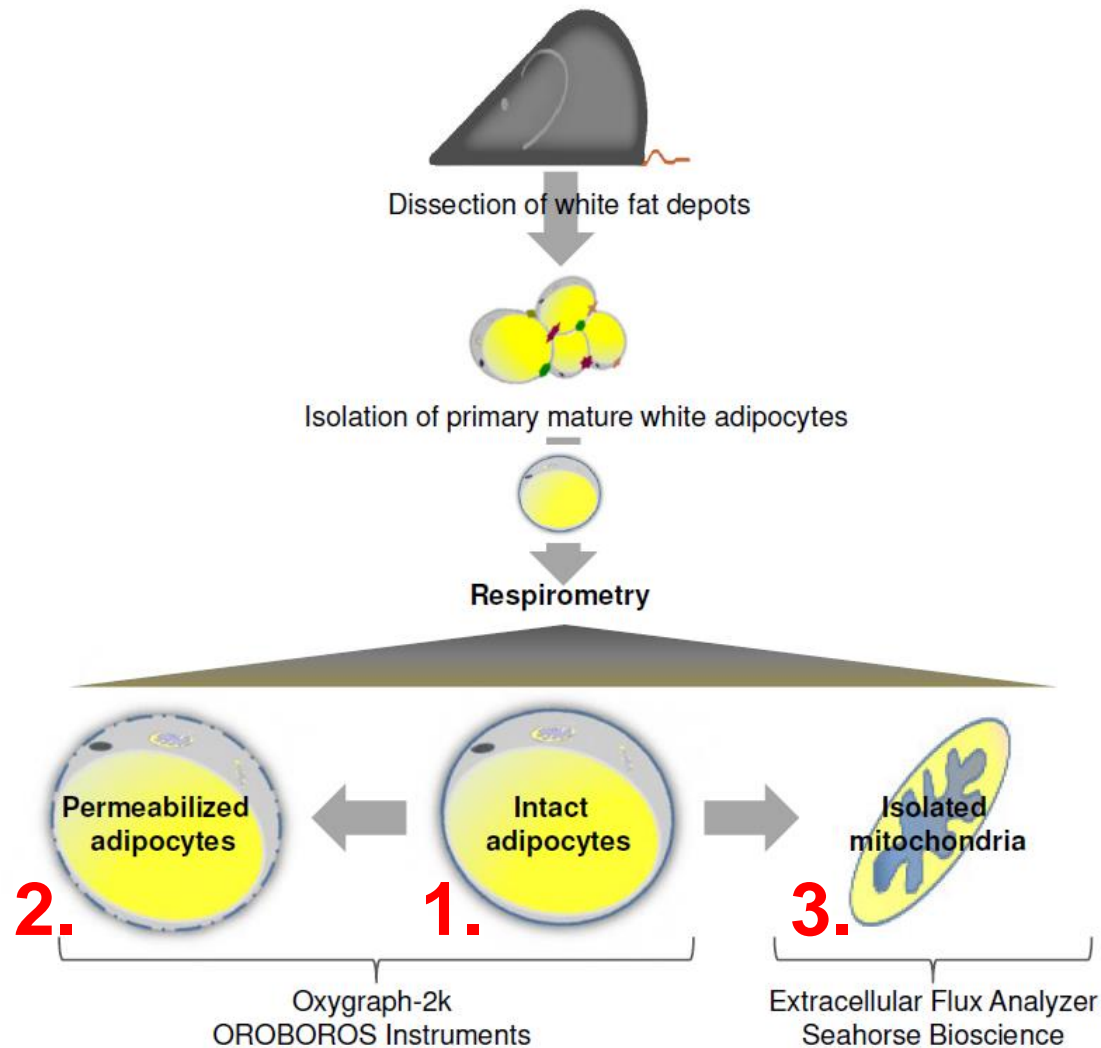 Dissection of white fat depots
Isolation of primary mature white adipocytes
Respirometry
Permeabilized
adipocytes
2.
Intact
adipocytes
1.
Isolated
mitochondria
3.
Oxygraph-2k
OROBOROS Instruments
Extracellular Flux Analyzer
Seahorse Bioscience